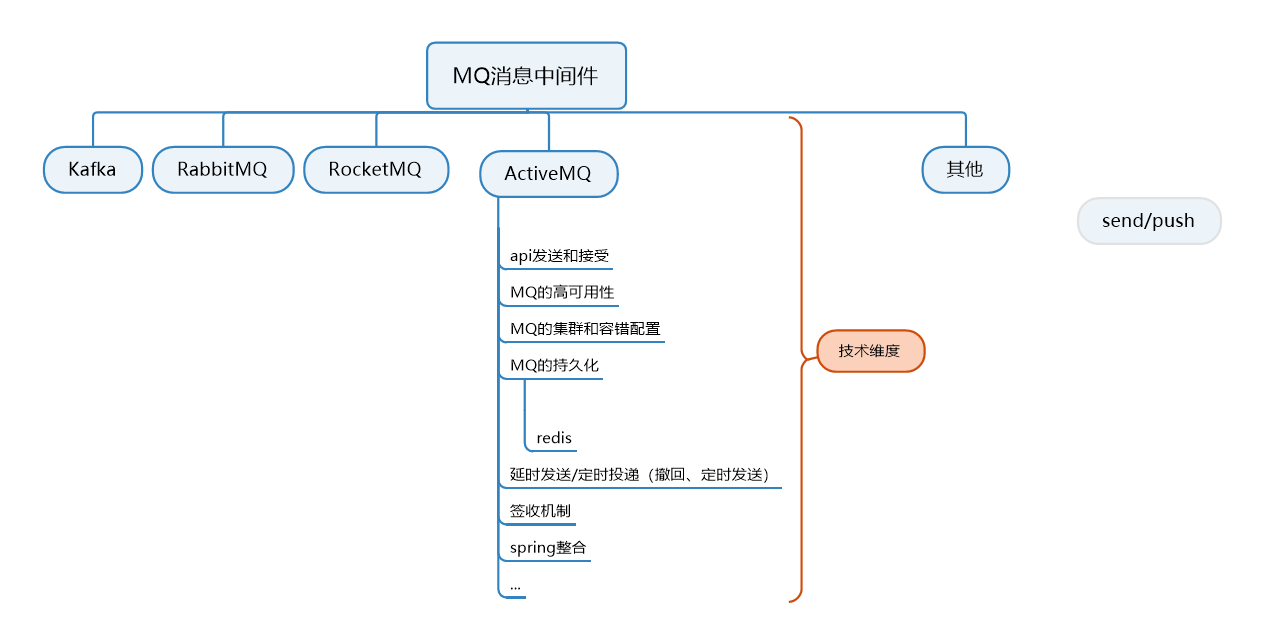 MQ消息中间件
Kafka
RabbitMQ
RocketMQ
ActiveMQ
其他
send/push
api发送和接受
MQ的高可用性
MQ的集群和容错配置
MQ的持久化
redis
延时发送/定时投递（撤回、定时发送）
签收机制
spring整合
...
技术维度